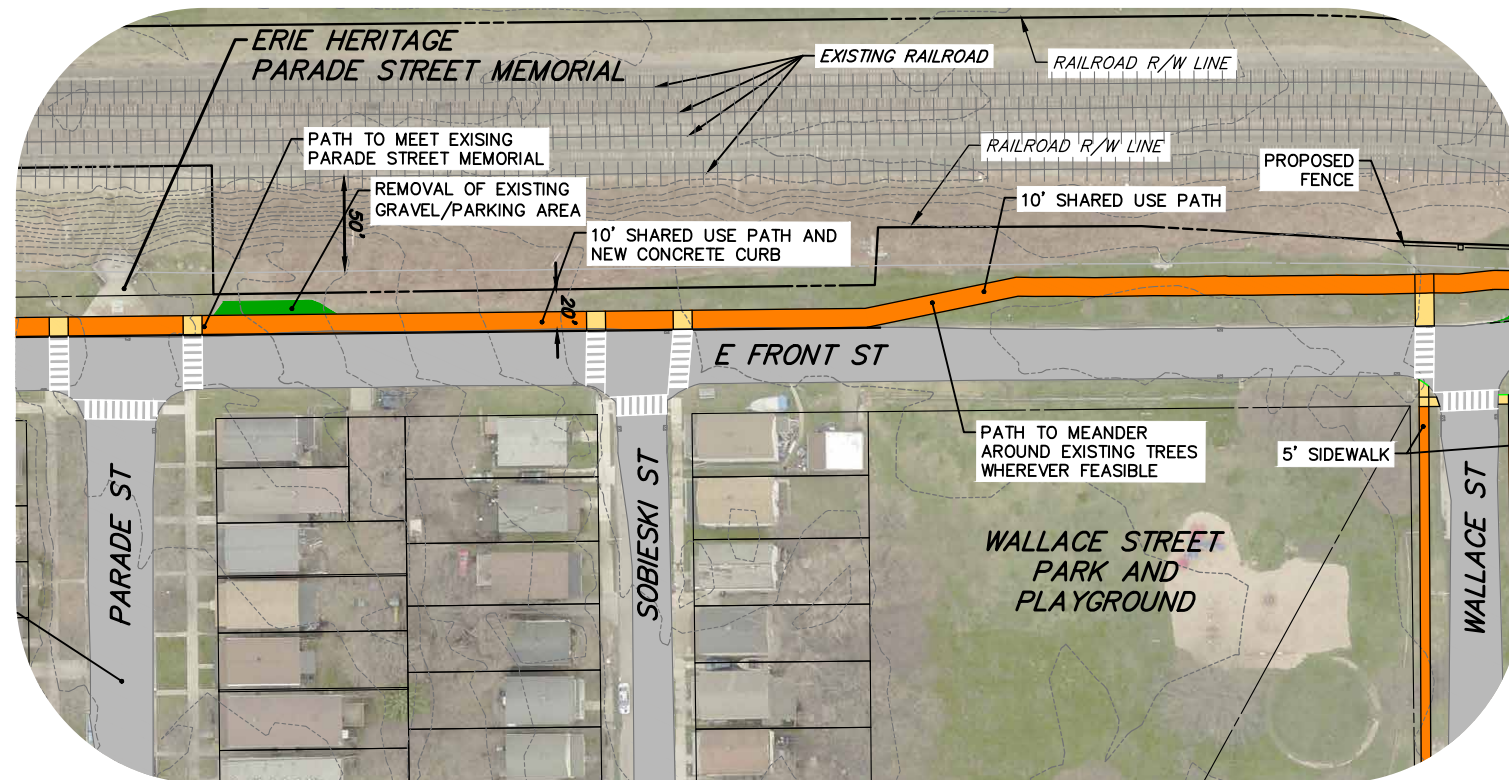 ERIE HERITAGE
PARADE STREET MEMORIAL
EXISTING RAILROAD
RAILROAD R/W LINE
PATH TO MEET EXISING
PARADE STREET MEMORIAL
RAILROAD R/W LINE
PROPOSED
FENCE
REMOVAL OF EXISTING
GRAVEL/PARKING AREA
50'
10' SHARED USE PATH
10' SHARED USE PATH AND
NEW CONCRETE CURB
20'
E FRONT ST
PATH TO MEANDER
AROUND EXISTING TREES
WHEREVER FEASIBLE
5' SIDEWALK
PARADE ST
SOBIESKI ST
WALLACE STREET
PARK AND
PLAYGROUND
WALLACE ST